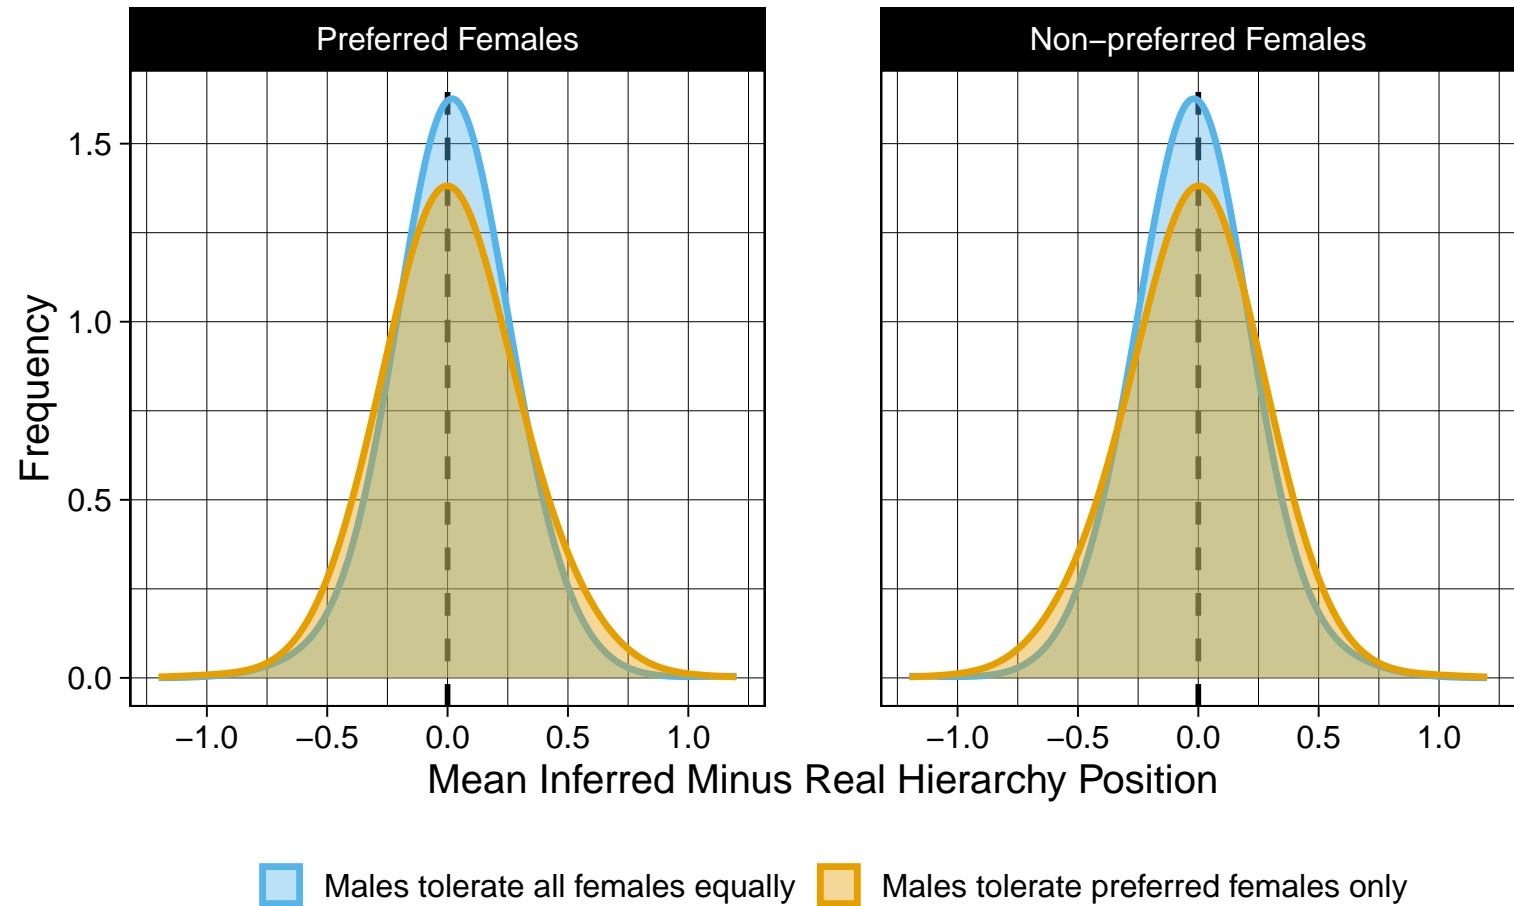 Preferred Females
Non−preferred Females
Frequency
1.5
1.0
0.5
0.0
−1.0 −0.5 0.0 0.5 1.0
−1.0 −0.5 0.0 0.5 1.0
Mean Inferred Minus Real Hierarchy Position
Males tolerate all females equally
Males tolerate preferred females only